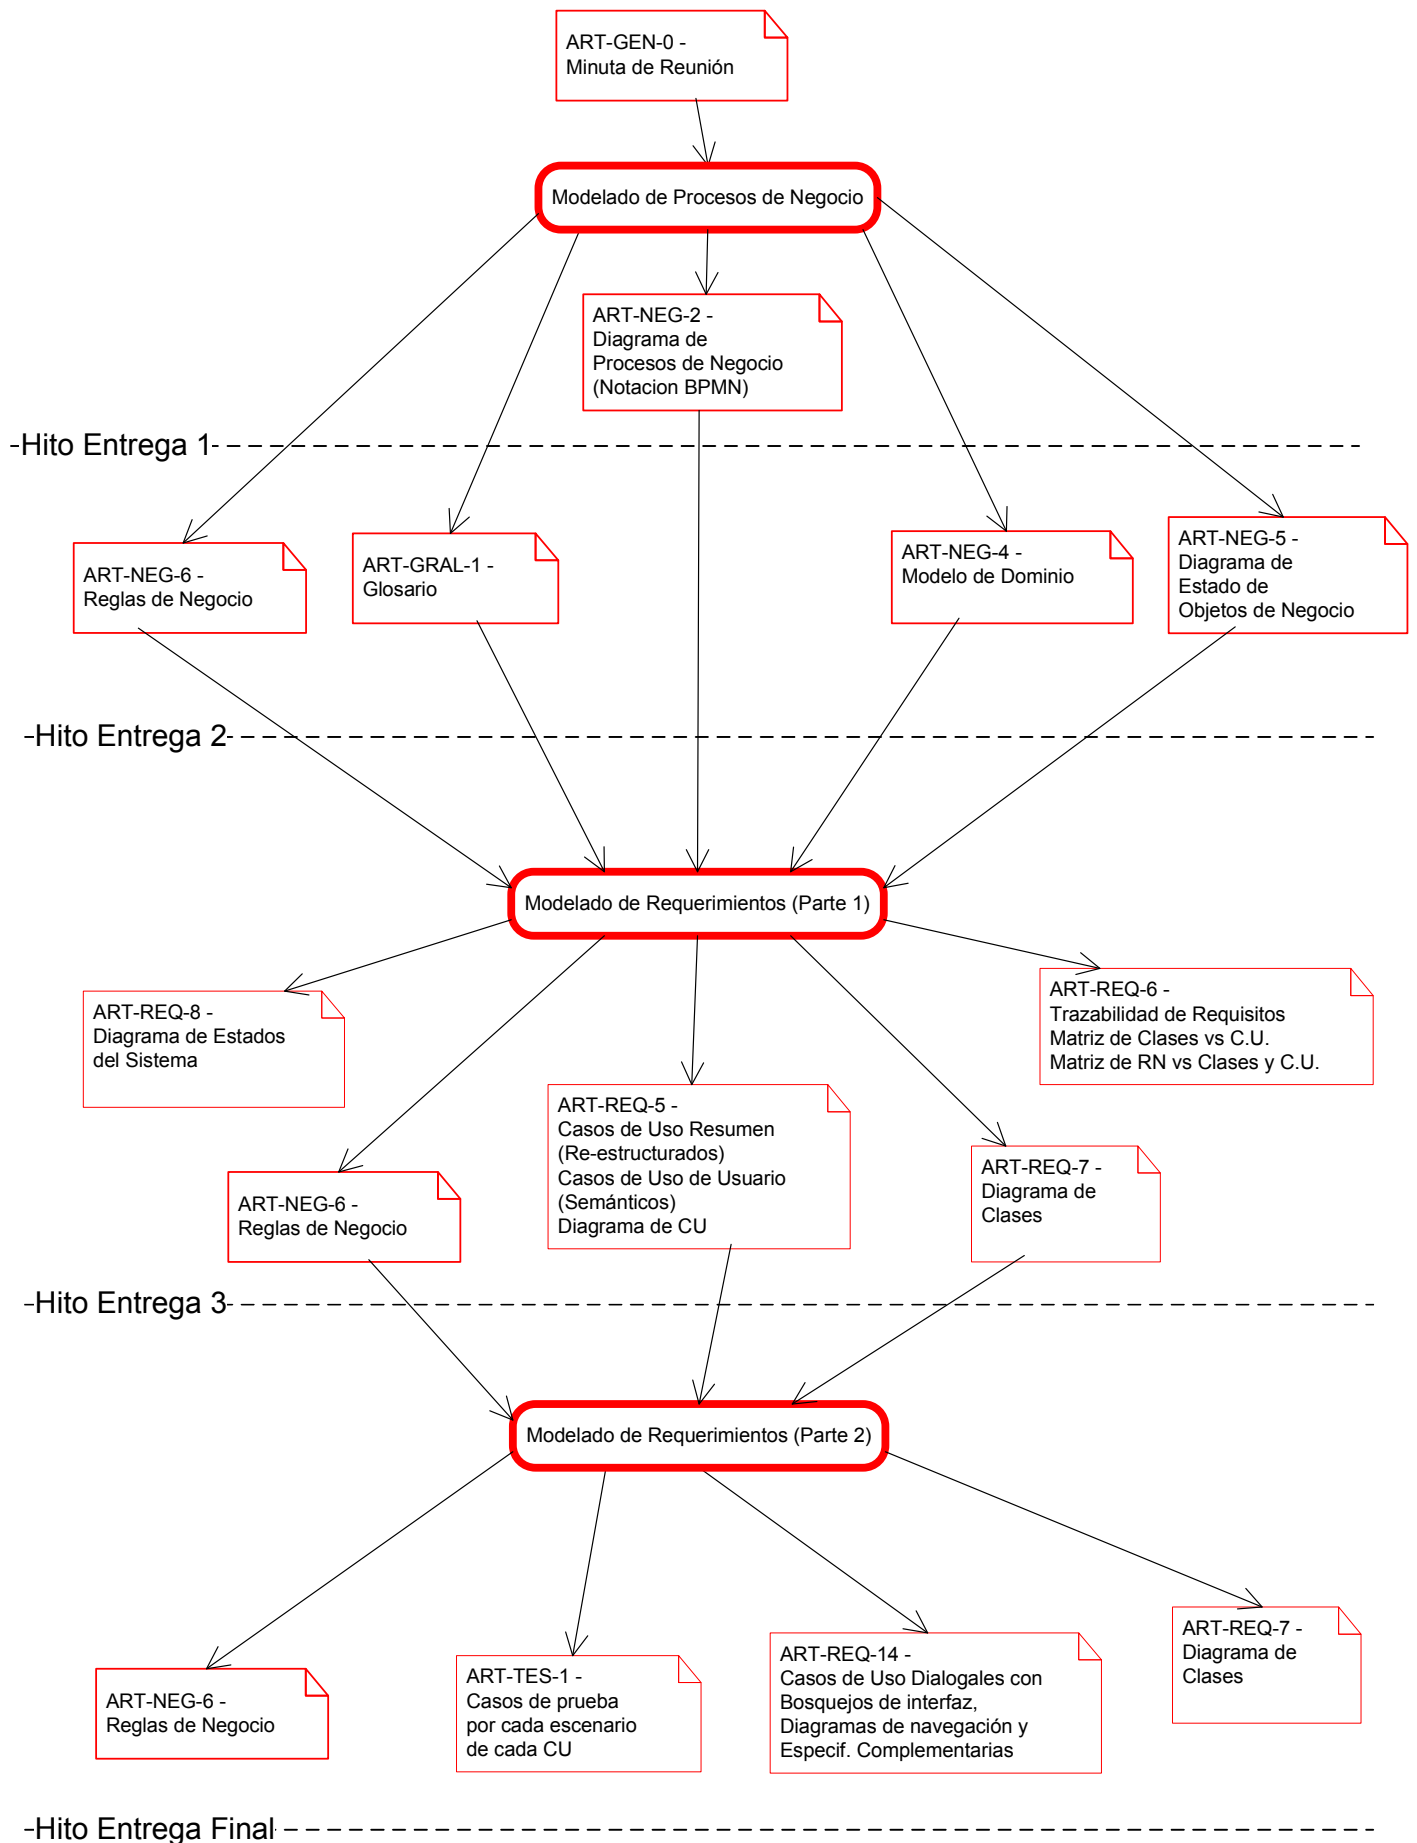 ART-GEN-0 -
Minuta de Reunión
Modelado de Procesos de Negocio
ART-NEG-2 -
Diagrama de
Procesos de Negocio
(Notacion BPMN)
Hito Entrega 1
ART-NEG-6 -
Reglas de Negocio
ART-GRAL-1 -
Glosario
ART-NEG-4 -
Modelo de Dominio
ART-NEG-5 -
Diagrama de
Estado de
Objetos de Negocio
Hito Entrega 2
Modelado de Requerimientos (Parte 1)
ART-REQ-8 -
Diagrama de Estados
del Sistema
ART-REQ-6 -
Trazabilidad de Requisitos
Matriz de Clases vs C.U.
Matriz de RN vs Clases y C.U.
ART-NEG-6 -
Reglas de Negocio
ART-REQ-5 -
Casos de Uso Resumen
(Re-estructurados)
Casos de Uso de Usuario
(Semánticos)
Diagrama de CU
ART-REQ-7 -
Diagrama de
Clases
Hito Entrega 3
Modelado de Requerimientos (Parte 2)
ART-NEG-6 -
Reglas de Negocio
ART-TES-1 -
Casos de prueba
por cada escenario
de cada CU
ART-REQ-14 -
Casos de Uso Dialogales con
Bosquejos de interfaz,
Diagramas de navegación y
Especif. Complementarias
ART-REQ-7 -
Diagrama de
Clases
Hito Entrega Final